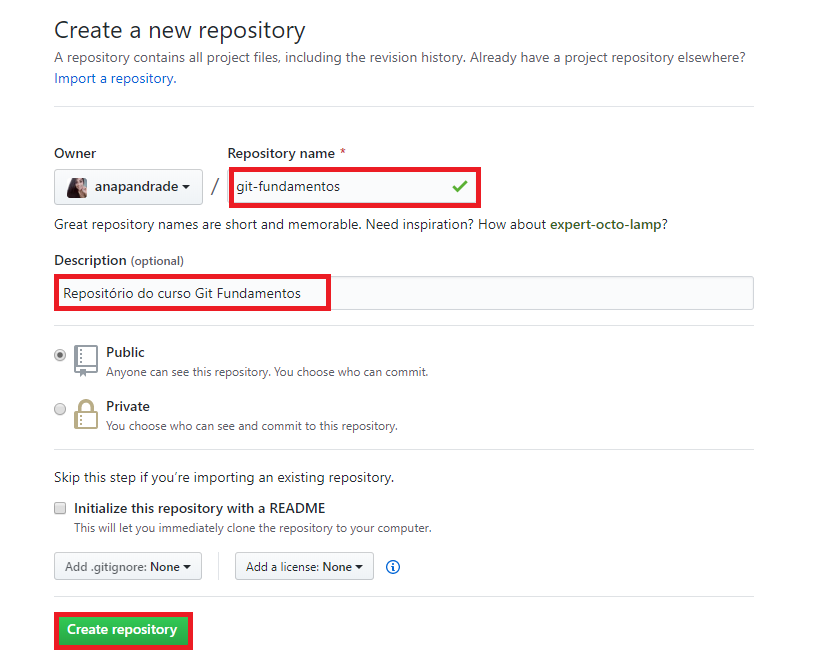 Create a new repository
A repository contains all project files, including the revision history. Already have a project repository elsewhere?
Import a repository.
Owner
Repository name *
anapandrade
/
git-fundamentos
Great repository names are short and memorable. Need inspiration? How about expert-octo-lamp?
Description (optional)
Repositório do curso Git Fundamentos
Public
Anyone can see this repository. You choose who can commit.
Private
You choose who can see and commit to this repository.
Skip this step if you’re importing an existing repository.
Initialize this repository with a README
This will let you immediately clone the repository to your computer.
Add .gitignore: None
Add a license: None
Create repository